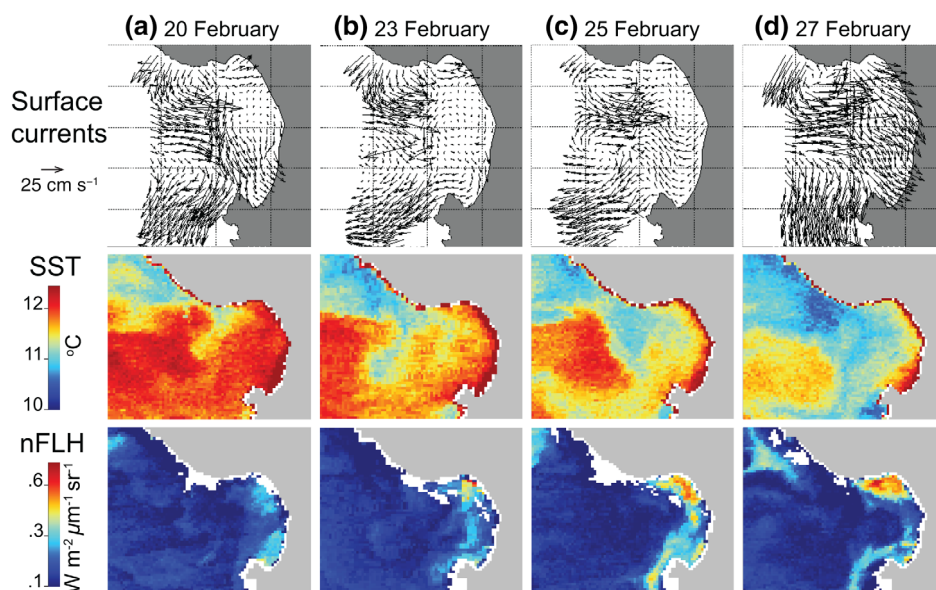 (a) 20 February
(b) 23 February
(c) 25 February
(d) 27 February
Surface
currents
25 cm s⁻¹
SST
12
11
10
°C
nFLH
.6
.3
.1
W m⁻² µm⁻¹ sr⁻¹